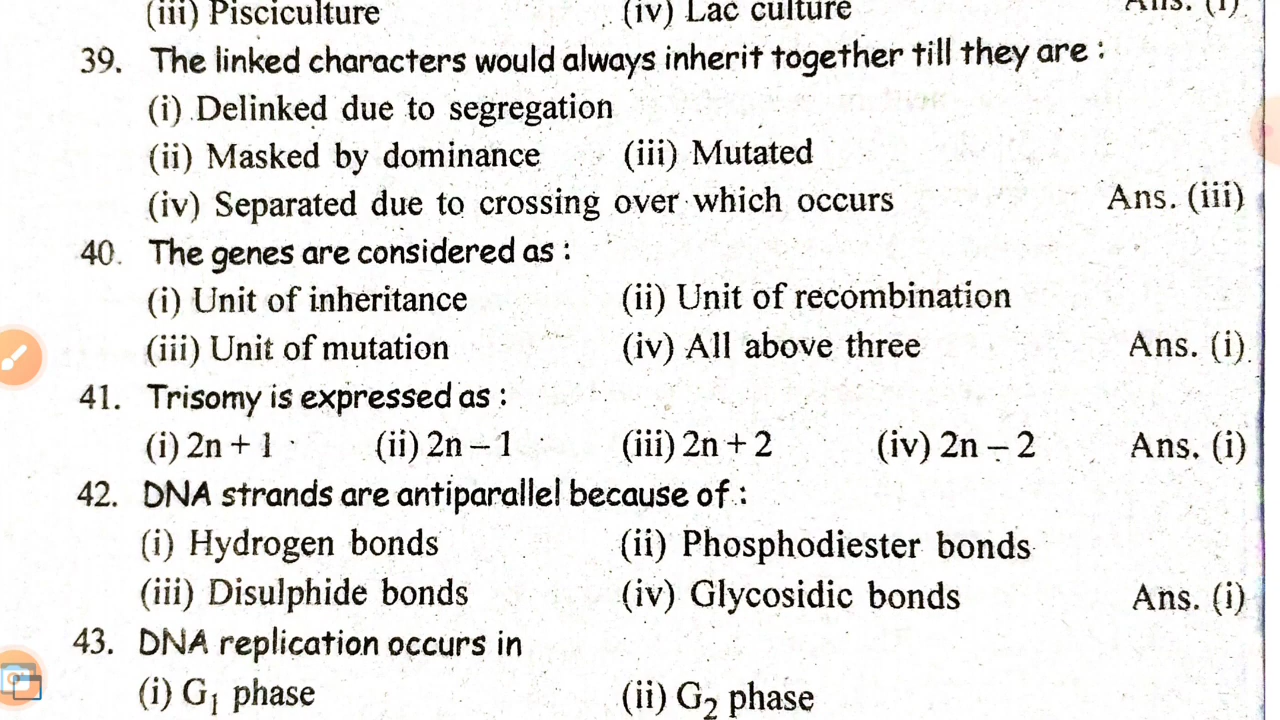 (iii) Pisciculture (iv) Lac culture Ans. (i)
39. The linked characters would always inherit together till they are :
(i) Delinked due to segregation
(ii) Masked by dominance (iii) Mutated
(iv) Separated due to crossing over which occurs Ans. (iii)
40. The genes are considered as :
(i) Unit of inheritance (ii) Unit of recombination
(iii) Unit of mutation (iv) All above three Ans. (i)
41. Trisomy is expressed as :
(i) 2n + 1 (ii) 2n – 1 (iii) 2n + 2 (iv) 2n – 2 Ans. (i)
42. DNA strands are antiparallel because of :
(i) Hydrogen bonds (ii) Phosphodiester bonds
(iii) Disulphide bonds (iv) Glycosidic bonds Ans. (i)
43. DNA replication occurs in
(i) G₁ phase (ii) G₂ phase